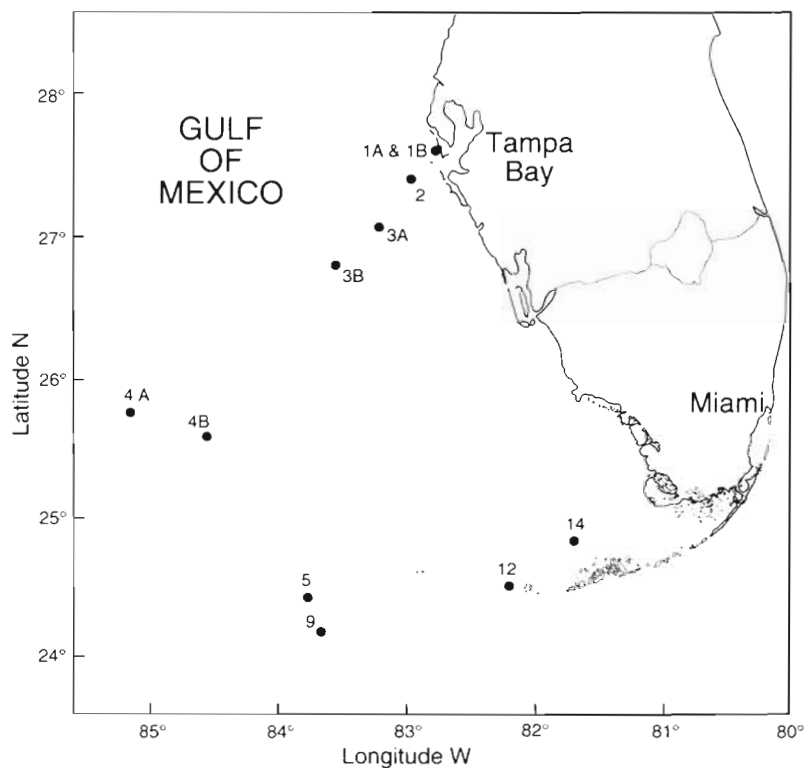 28°
GULF
OF
MEXICO
1A & 1B
Tampa
Bay
2
27°
3A
3B
Latitude N
26°
4 A
4B
Miami
25°
14
12
5
9
24°
85°
84°
83°
82°
81°
80°
Longitude W